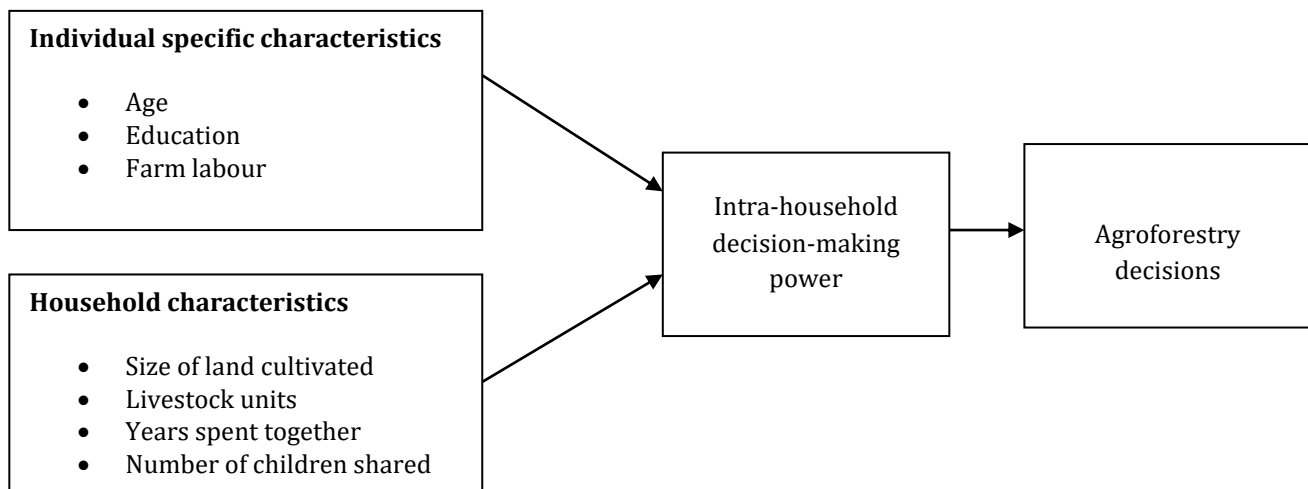 Individual specific characteristics
• Age
• Education
• Farm labour
Household characteristics
• Size of land cultivated
• Livestock units
• Years spent together
• Number of children shared
Intra-household
decision-making
power
Agroforestry
decisions